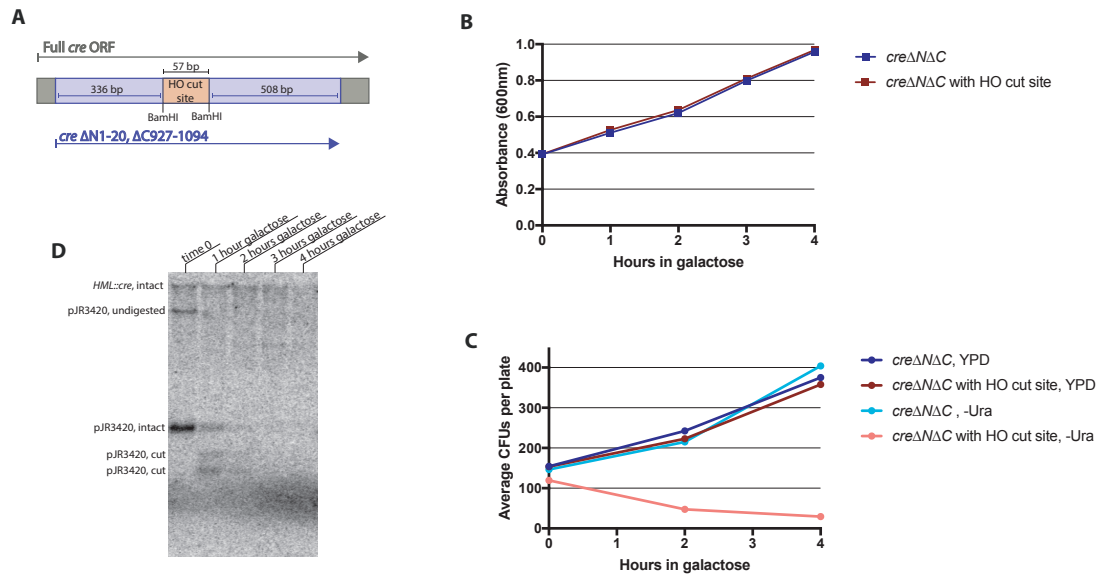 A
Full cre ORF
57 bp
336 bp
HO cut
site
508 bp
BamHI
BamHI
cre ΔN1-20, ΔC927-1094
B
Absorbance (600nm)
1.0
0.8
0.6
0.4
0.2
0.0
0
1
2
3
4
Hours in galactose
creΔNΔC
creΔNΔC with HO cut site
D
time 0
1 hour galactose
2 hours galactose
3 hours galactose
4 hours galactose
HML::cre, intact
pJR3420, undigested
pJR3420, intact
pJR3420, cut
pJR3420, cut
C
Average CFUs per plate
400
300
200
100
0
0
1
2
3
4
Hours in galactose
creΔNΔC, YPD
creΔNΔC with HO cut site, YPD
creΔNΔC , -Ura
creΔNΔC with HO cut site, -Ura